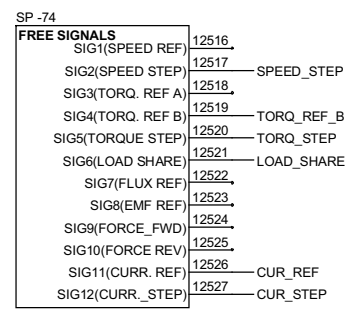 SP -74
FREE SIGNALS
SIG1(SPEED REF) 12516
SIG2(SPEED STEP) 12517 SPEED_STEP
SIG3(TORQ. REF A) 12518
SIG4(TORQ. REF B) 12519 TORQ_REF_B
SIG5(TORQUE STEP) 12520 TORQ_STEP
SIG6(LOAD SHARE) 12521 LOAD_SHARE
SIG7(FLUX REF) 12522
SIG8(EMF REF) 12523
SIG9(FORCE_FWD) 12524
SIG10(FORCE REV) 12525
SIG11(CURR. REF) 12526 CUR_REF
SIG12(CURR._STEP) 12527 CUR_STEP